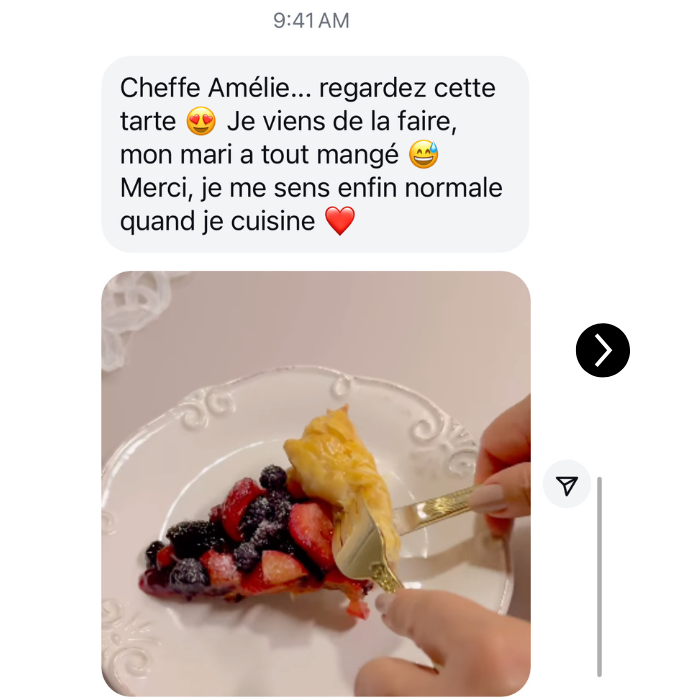 9:41 AM
Cheffe Amélie... regardez cette
tarte 😍 Je viens de la faire,
mon mari a tout mangé 😅
Merci, je me sens enfin normale
quand je cuisine ❤️